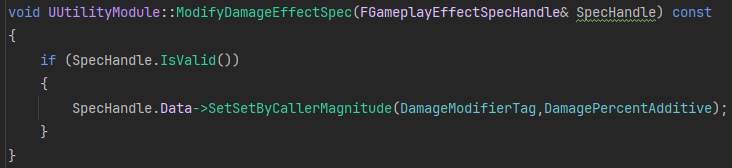 void UUtilityModule::ModifyDamageEffectSpec(FGameplayEffectSpecHandle& SpecHandle) const
{
    if (SpecHandle.IsValid())
    {
        SpecHandle.Data->SetSetByCallerMagnitude(DamageModifierTag,DamagePercentAdditive);
    }
}